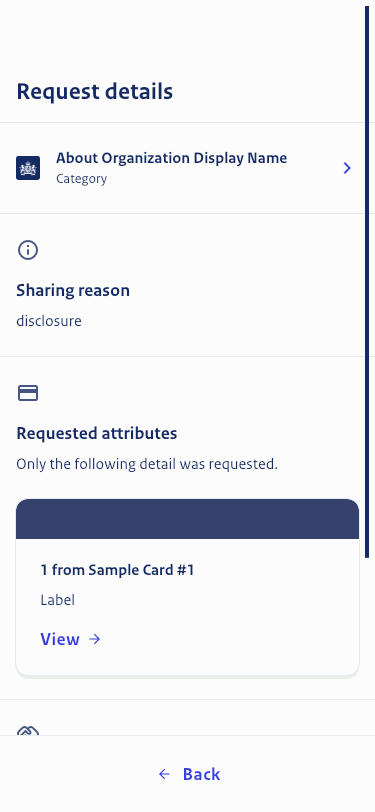 Request details
About Organization Display Name
Category
Sharing reason
disclosure
Requested attributes
Only the following detail was requested.
1 from Sample Card #1
Label
View
Back